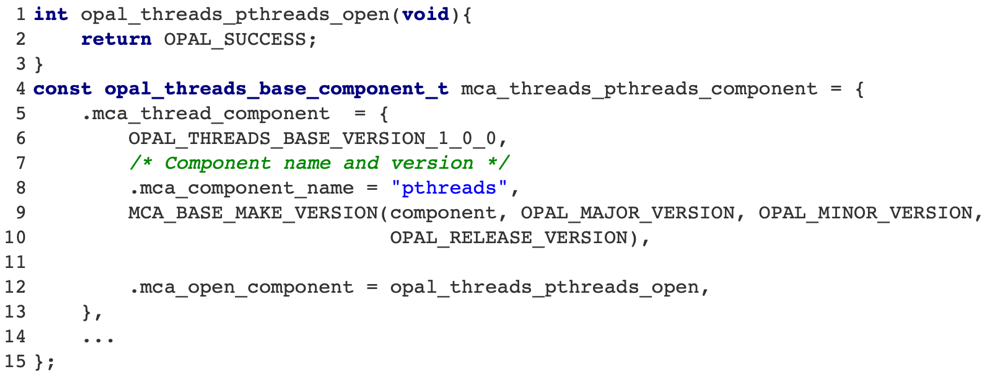 1 int opal_threads_pthreads_open(void){
2     return OPAL_SUCCESS;
3 }
4 const opal_threads_base_component_t mca_threads_pthreads_component = {
5     .mca_thread_component  = {
6         OPAL_THREADS_BASE_VERSION_1_0_0,
7         /* Component name and version */
8         .mca_component_name = "pthreads",
9         MCA_BASE_MAKE_VERSION(component, OPAL_MAJOR_VERSION, OPAL_MINOR_VERSION,
10                               OPAL_RELEASE_VERSION),
11
12         .mca_open_component = opal_threads_pthreads_open,
13     },
14     ...
15 };